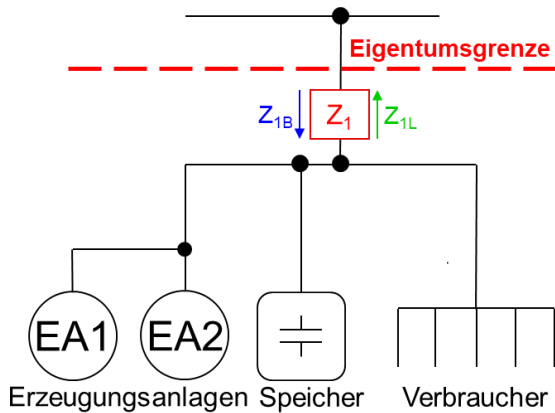 Eigentumsgrenze
Z1B Z1 Z1L
EA1 EA2
Erzeugungsanlagen Speicher Verbraucher